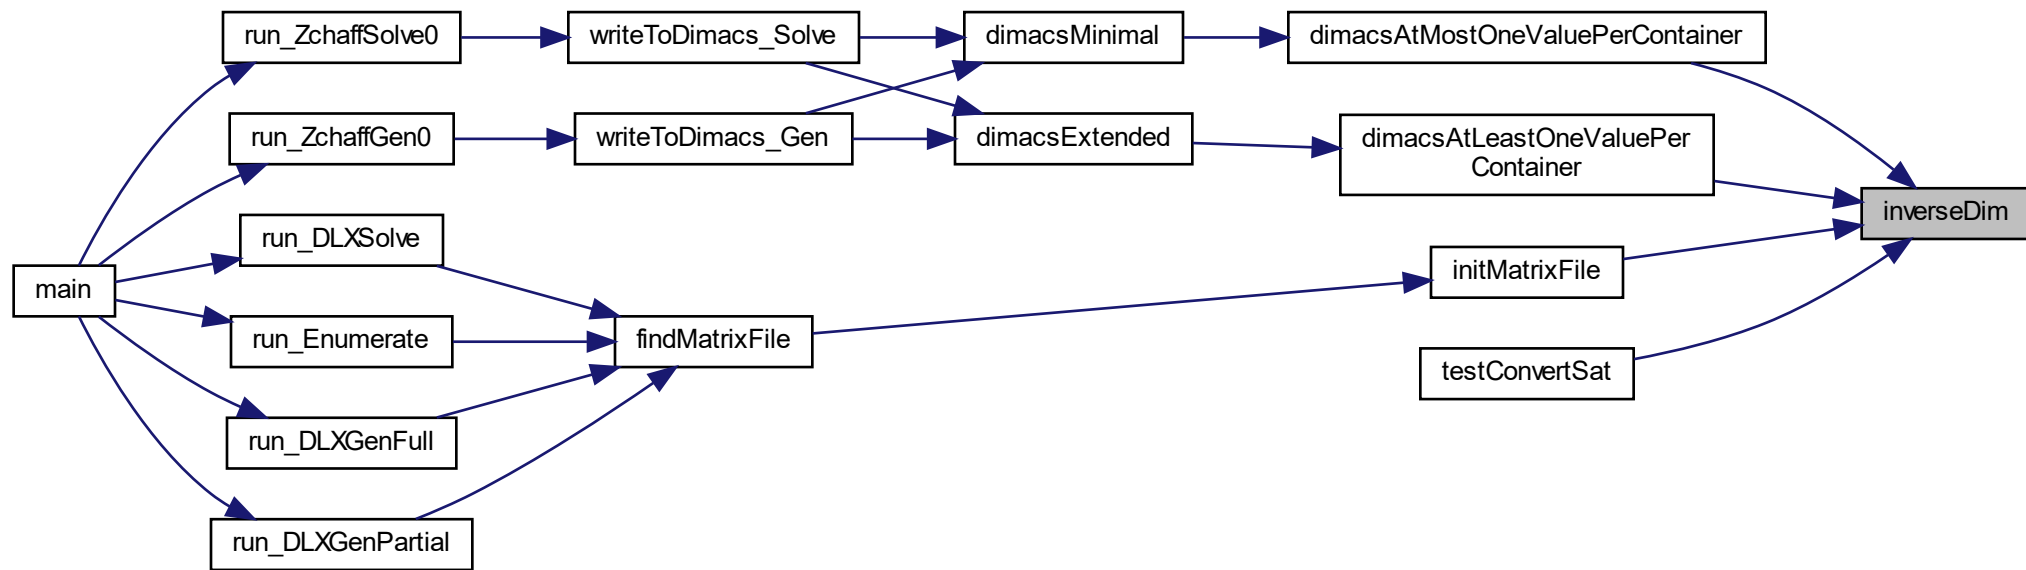 run_ZchaffSolve0
writeToDimacs_Solve
dimacsMinimal
dimacsAtMostOneValuePerContainer
run_ZchaffGen0
writeToDimacs_Gen
dimacsExtended
dimacsAtLeastOneValuePer
Container
inverseDim
run_DLXSolve
initMatrixFile
main
run_Enumerate
findMatrixFile
testConvertSat
run_DLXGenFull
run_DLXGenPartial